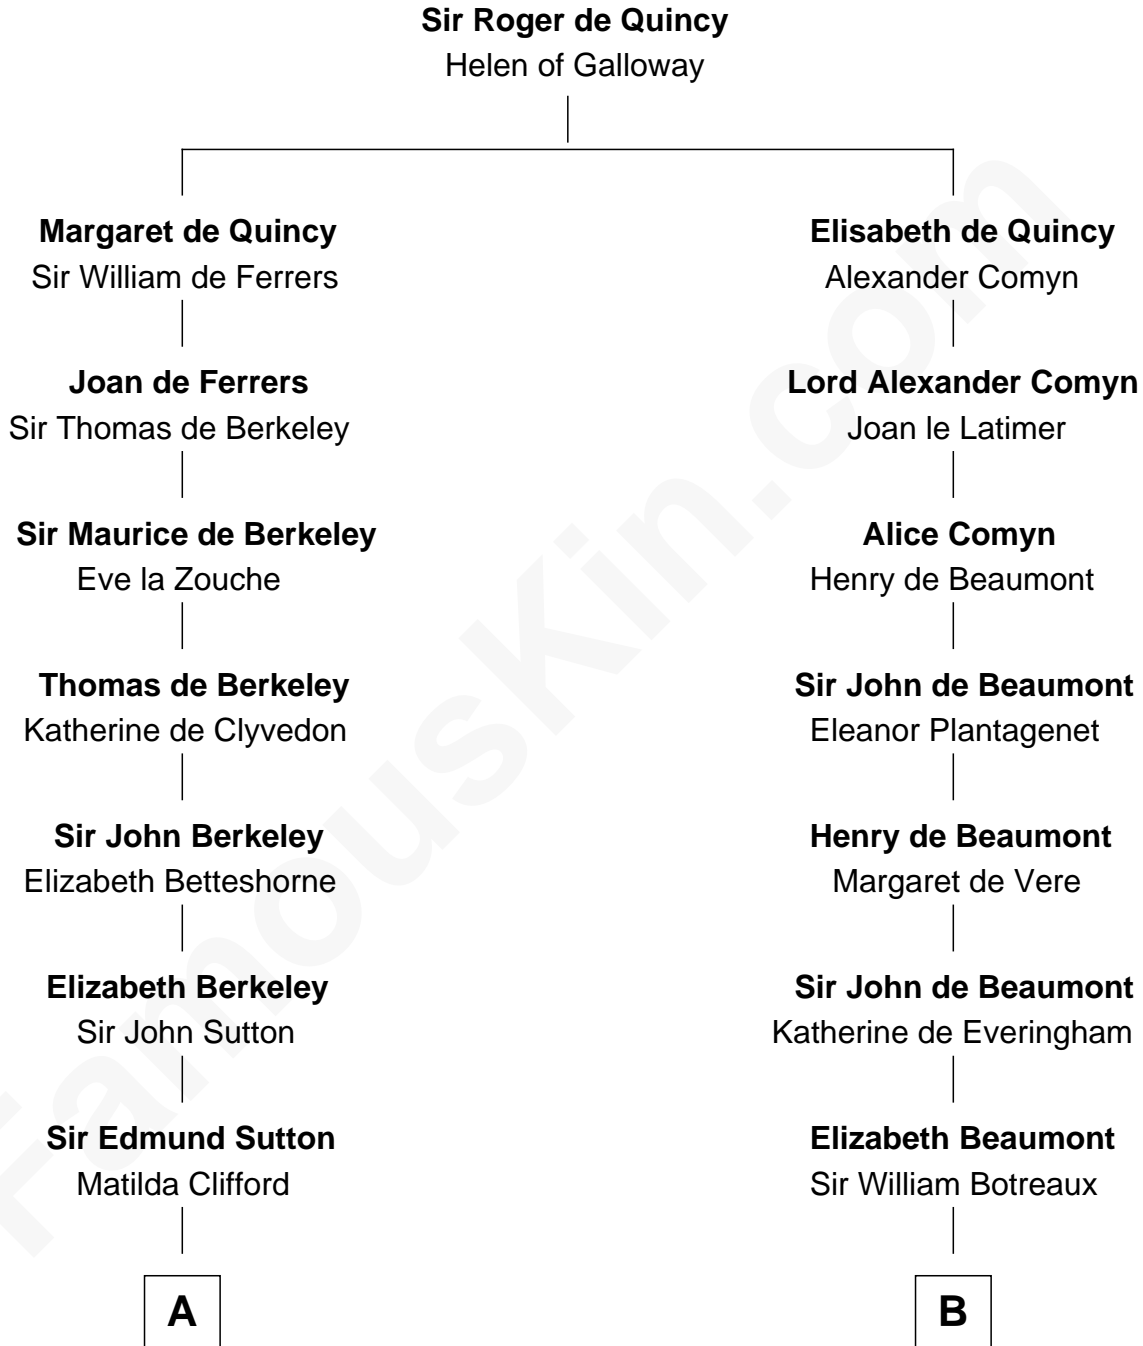 Sir Roger de Quincy
Helen of Galloway
Margaret de Quincy
Sir William de Ferrers
Elisabeth de Quincy
Alexander Comyn
Joan de Ferrers
Sir Thomas de Berkeley
Lord Alexander Comyn
Joan le Latimer
Sir Maurice de Berkeley
Eve la Zouche
Alice Comyn
Henry de Beaumont
Thomas de Berkeley
Katherine de Clyvedon
Sir John de Beaumont
Eleanor Plantagenet
Sir John Berkeley
Elizabeth Betteshorne
Henry de Beaumont
Margaret de Vere
Elizabeth Berkeley
Sir John Sutton
Sir John de Beaumont
Katherine de Everingham
Sir Edmund Sutton
Matilda Clifford
Elizabeth Beaumont
Sir William Botreaux
A
B
FamousKin.com